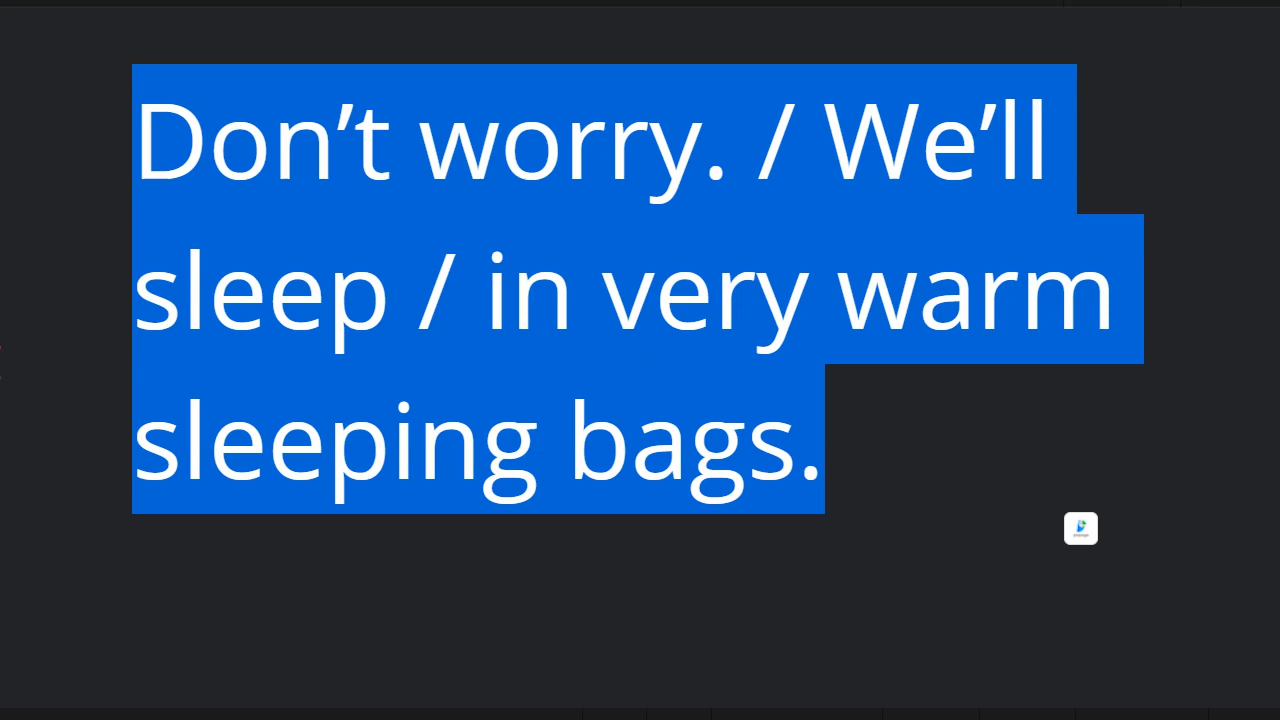 Don’t worry. / We’ll
sleep / in very warm
sleeping bags.